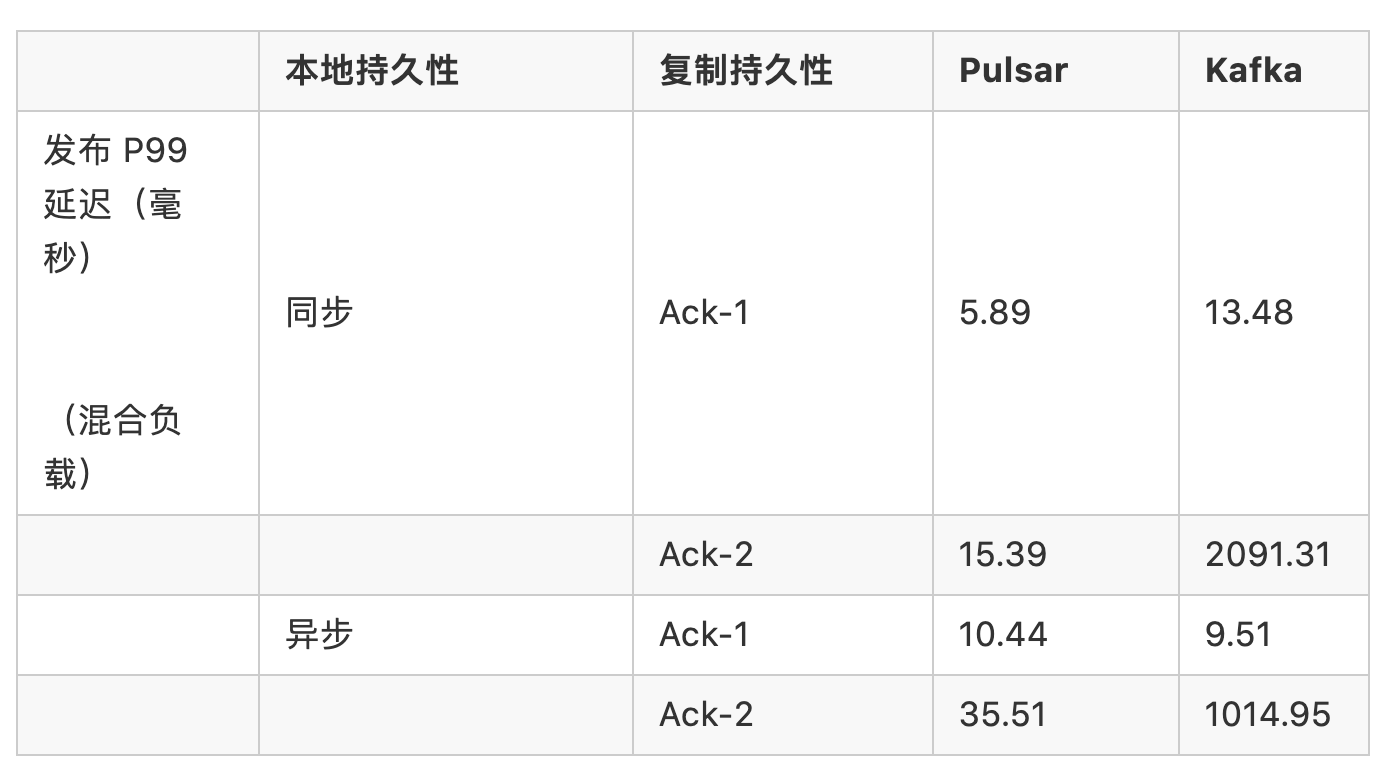 本地持久性 复制持久性 Pulsar Kafka
发布 P99
延迟（毫
秒）
（混合负
载）
同步 Ack-1 5.89 13.48
Ack-2 15.39 2091.31
异步 Ack-1 10.44 9.51
Ack-2 35.51 1014.95